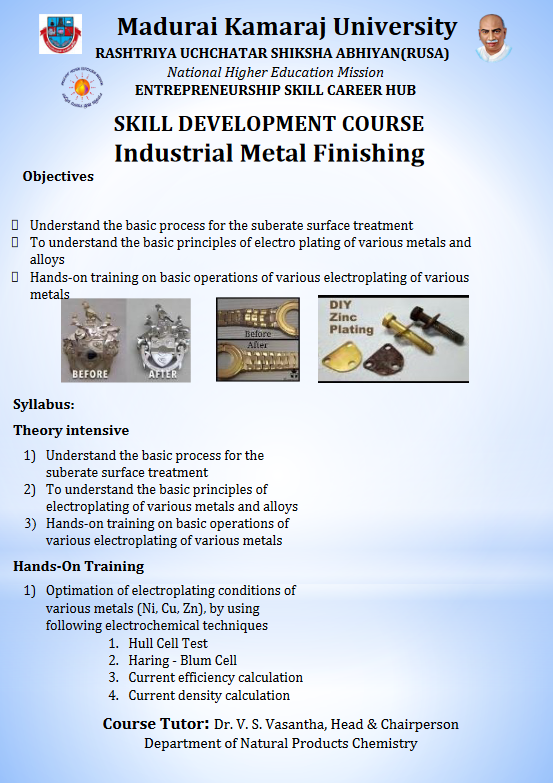 Madurai Kamaraj University
RASHTRIYA UCHCHATAR SHIKSHA ABHIYAN(RUSA)
National Higher Education Mission
ENTREPRENEURSHIP SKILL CAREER HUB
SKILL DEVELOPMENT COURSE
Industrial Metal Finishing
Objectives
Understand the basic process for the suberate surface treatment
To understand the basic principles of electro plating of various metals and
alloys
Hands-on training on basic operations of various electroplating of various
metals
BEFORE AFTER
Before
After
DIY
Zinc
Plating
Syllabus:
Theory intensive
1) Understand the basic process for the
suberate surface treatment
2) To understand the basic principles of
electroplating of various metals and alloys
3) Hands-on training on basic operations of
various electroplating of various metals
Hands-On Training
1) Optimation of electroplating conditions of
various metals (Ni, Cu, Zn), by using
following electrochemical techniques
1. Hull Cell Test
2. Haring - Blum Cell
3. Current efficiency calculation
4. Current density calculation
Course Tutor: Dr. V. S. Vasantha, Head & Chairperson
Department of Natural Products Chemistry